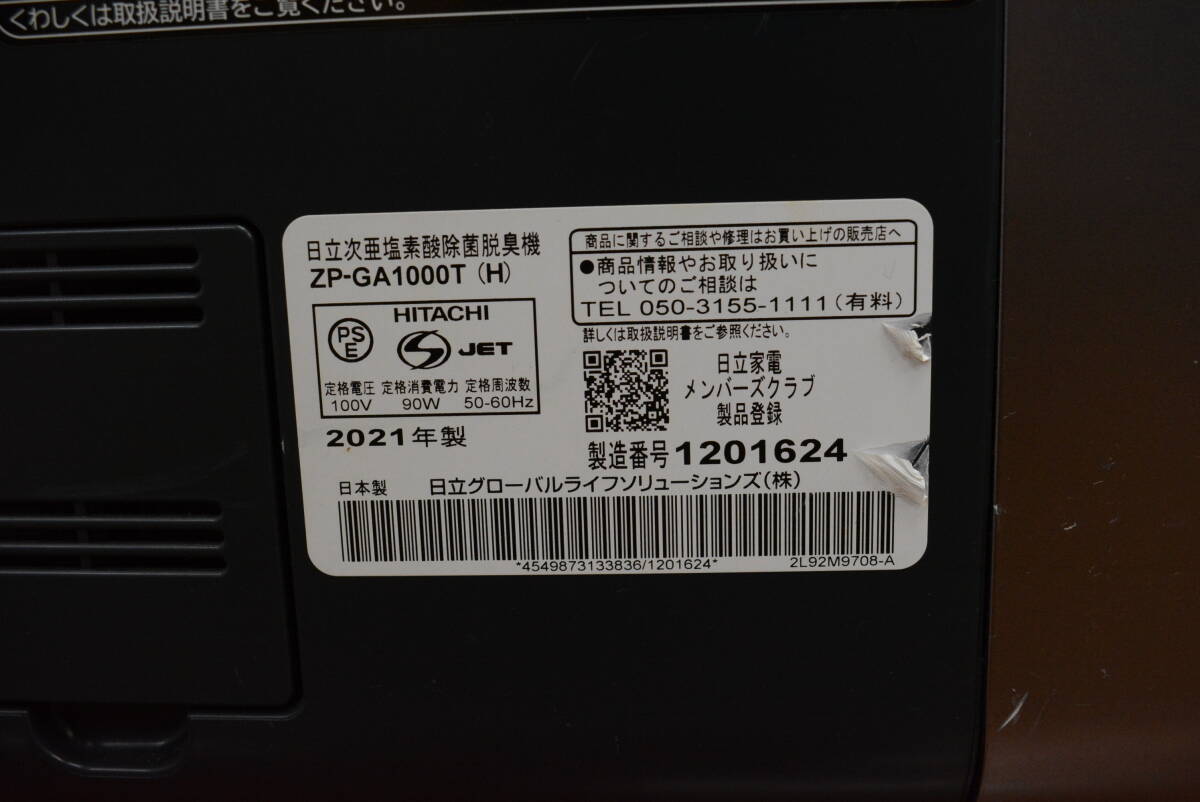 くわしくは取扱説明書をご覧ください。
日立次亜塩素酸除菌脱臭機
ZP-GA1000T (H)
PSE
HITACHI
S JET
定格電圧 定格消費電力 定格周波数
100V 90W 50-60Hz
2021年製
商品に関するご相談や修理はお買い上げの販売店へ
●商品情報やお取り扱いに
ついてのご相談は
TEL 050-3155-1111(有料)
詳しくは取扱説明書をご参照ください。
日立家電
メンバーズクラブ
製品登録
製造番号 1201624
日本製 日立グローバルライフソリューションズ(株)
*4549873133836/1201624*
2L92M9708-A